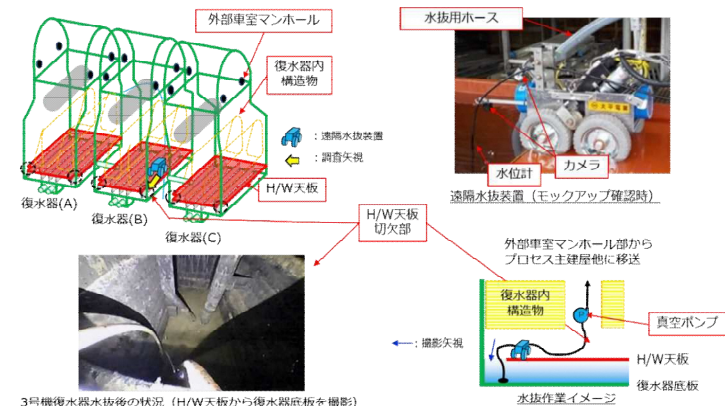 外部車室マンホール
復水器内
構造物
：遠隔水抜装置
：調査矢視
H/W天板
復水器(A)
復水器(B)
復水器(C)
水抜用ホース
水位計
カメラ
遠隔水抜装置（モックアップ確認時）
H/W天板
切欠部
3号機復水器水抜後の状況（H/W天板から復水器底板を撮影）
外部車室マンホール部から
プロセス主建屋他に移送
復水器内
構造物
P
真空ポンプ
：撮影矢視
H/W天板
復水器底板
水抜作業イメージ